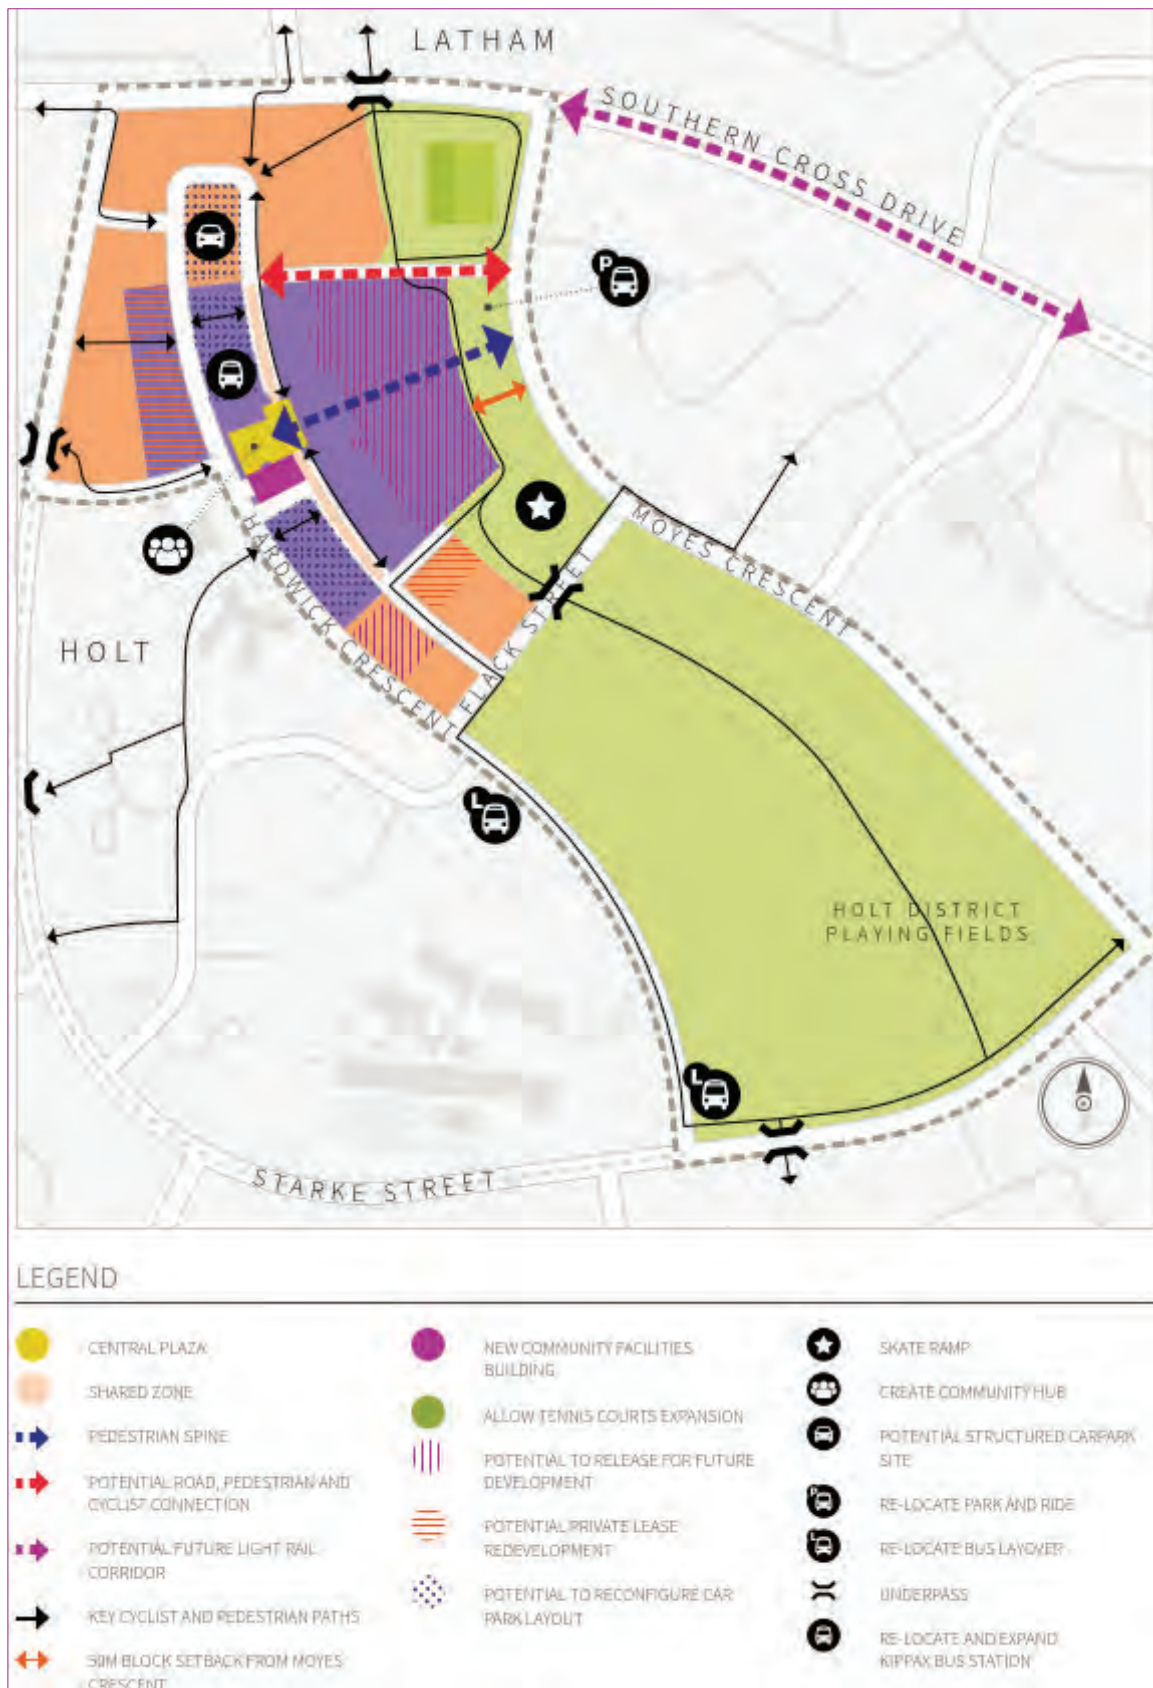 LATHAM
SOUTHERN CROSS DRIVE
P
MOYES CRESCENT
HARDWICK CRESCENT
FLACK STREET
HOLT
L
HOLT DISTRICT
PLAYING FIELDS
L
STARKE STREET
LEGEND
CENTRAL PLAZA
SHARED ZONE
PEDESTRIAN SPINE
POTENTIAL ROAD, PEDESTRIAN AND
CYCLIST CONNECTION
POTENTIAL FUTURE LIGHT RAIL
CORRIDOR
KEY CYCLIST AND PEDESTRIAN PATHS
30M BLOCK SETBACK FROM MOYES
CRESCENT
NEW COMMUNITY FACILITIES
BUILDING
ALLOW TENNIS COURTS EXPANSION
POTENTIAL TO RELEASE FOR FUTURE
DEVELOPMENT
POTENTIAL PRIVATE LEASE
REDEVELOPMENT
POTENTIAL TO RECONFIGURE CAR
PARK LAYOUT
SKATE RAMP
CREATE COMMUNITY HUB
POTENTIAL STRUCTURED CARPARK
SITE
P
RE-LOCATE PARK AND RIDE
L
RE-LOCATE BUS LAYOVER
UNDERPASS
RE-LOCATE AND EXPAND
KIPPAX BUS STATION